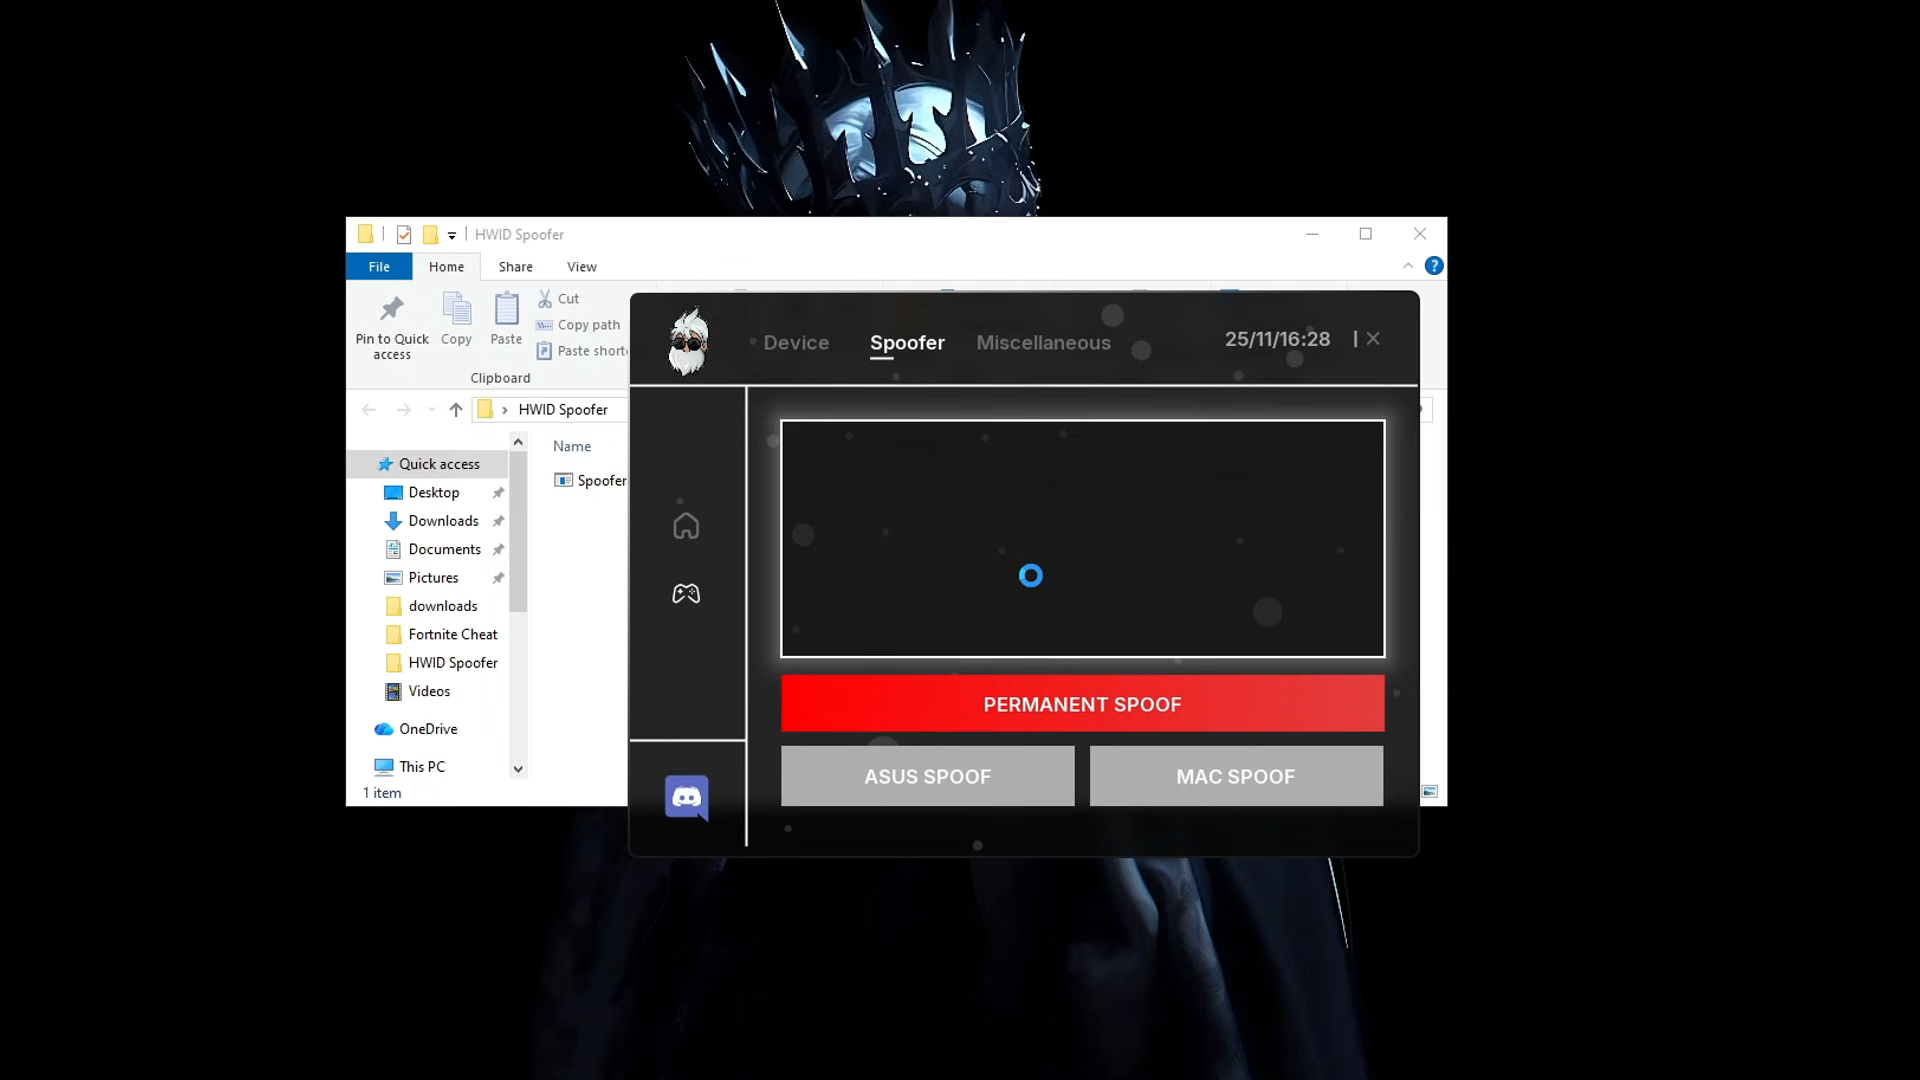 HWID Spoofer
File Home Share View
Pin to Quick access
Copy
Paste
Cut
Copy path
Paste shortc
Clipboard
HWID Spoofer
Name
Spoofer
Quick access
Desktop
Downloads
Documents
Pictures
downloads
Fortnite Cheat
HWID Spoofer
Videos
OneDrive
This PC
1 item
Device Spoofer Miscellaneous 25/11/16:28 |
PERMANENT SPOOF
ASUS SPOOF MAC SPOOF